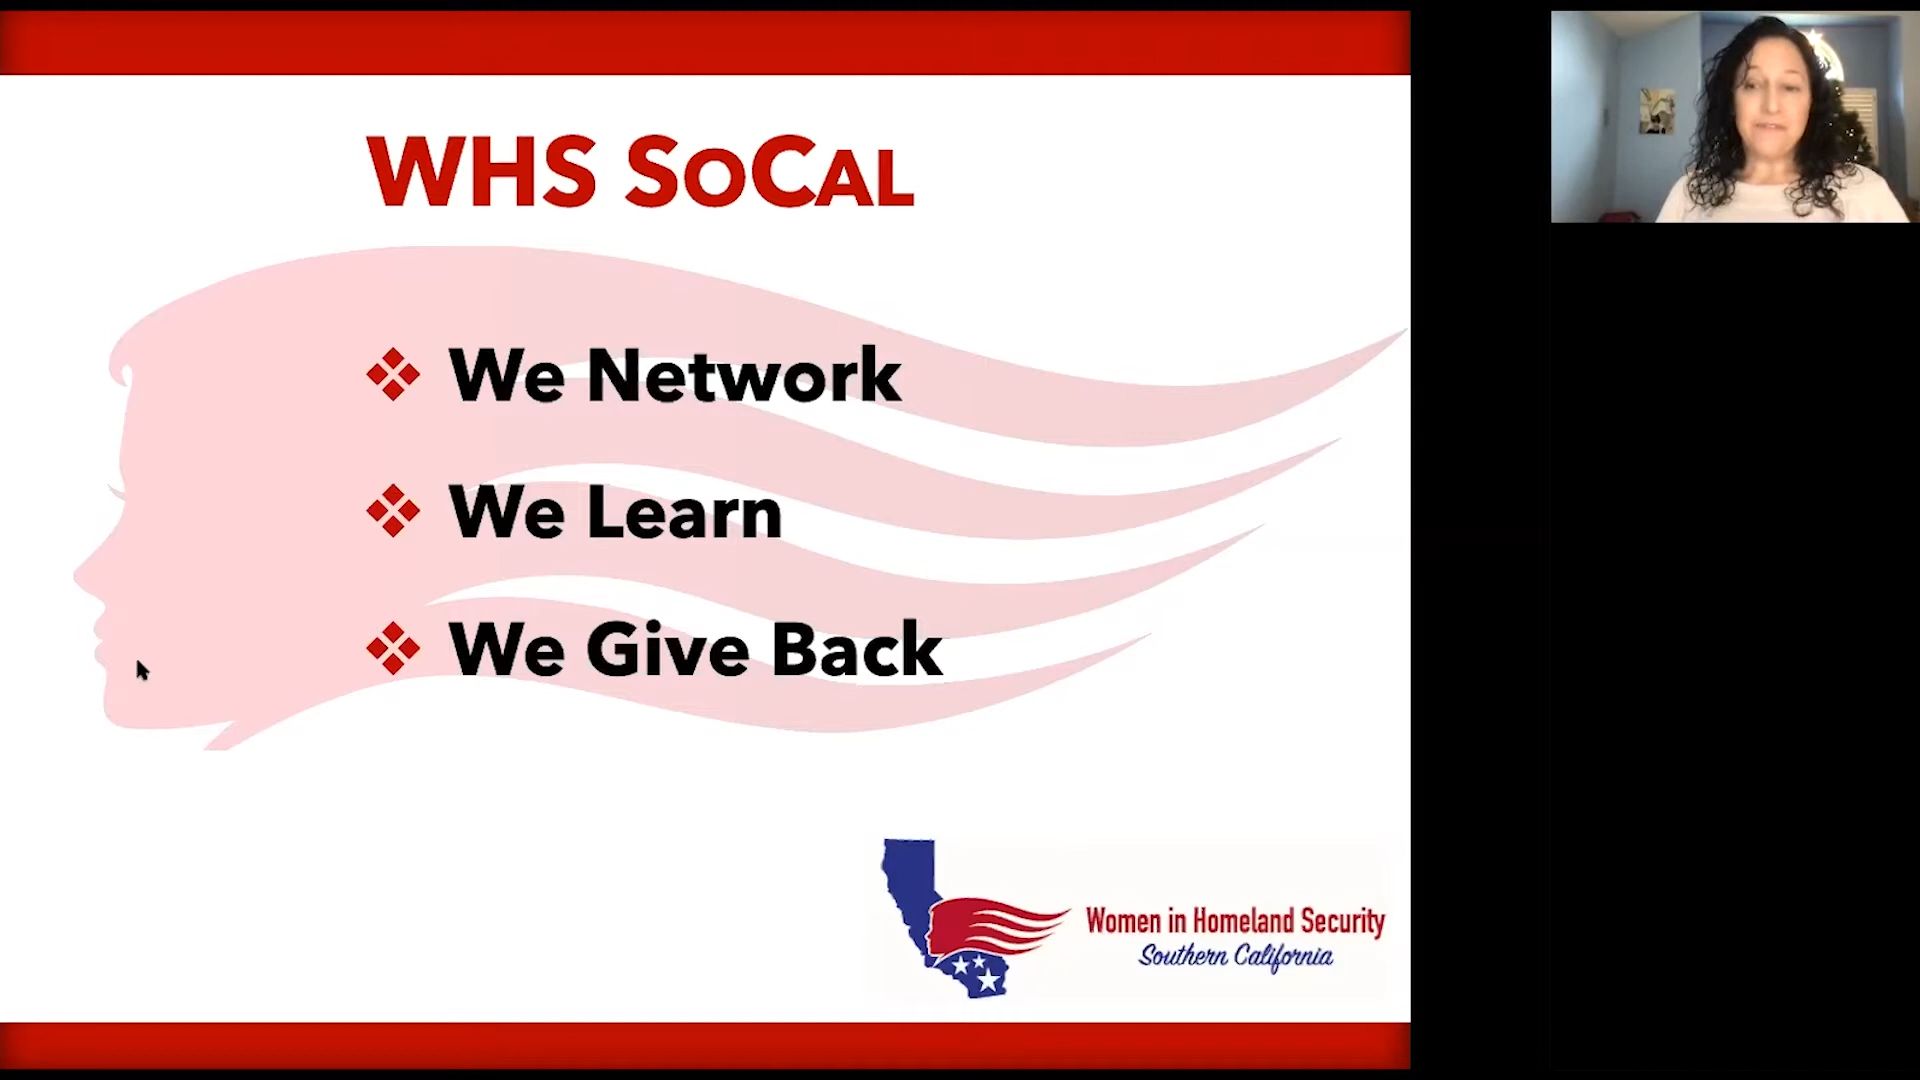 WHS SoCal
We Network
We Learn
We Give Back
Women in Homeland Security
Southern California